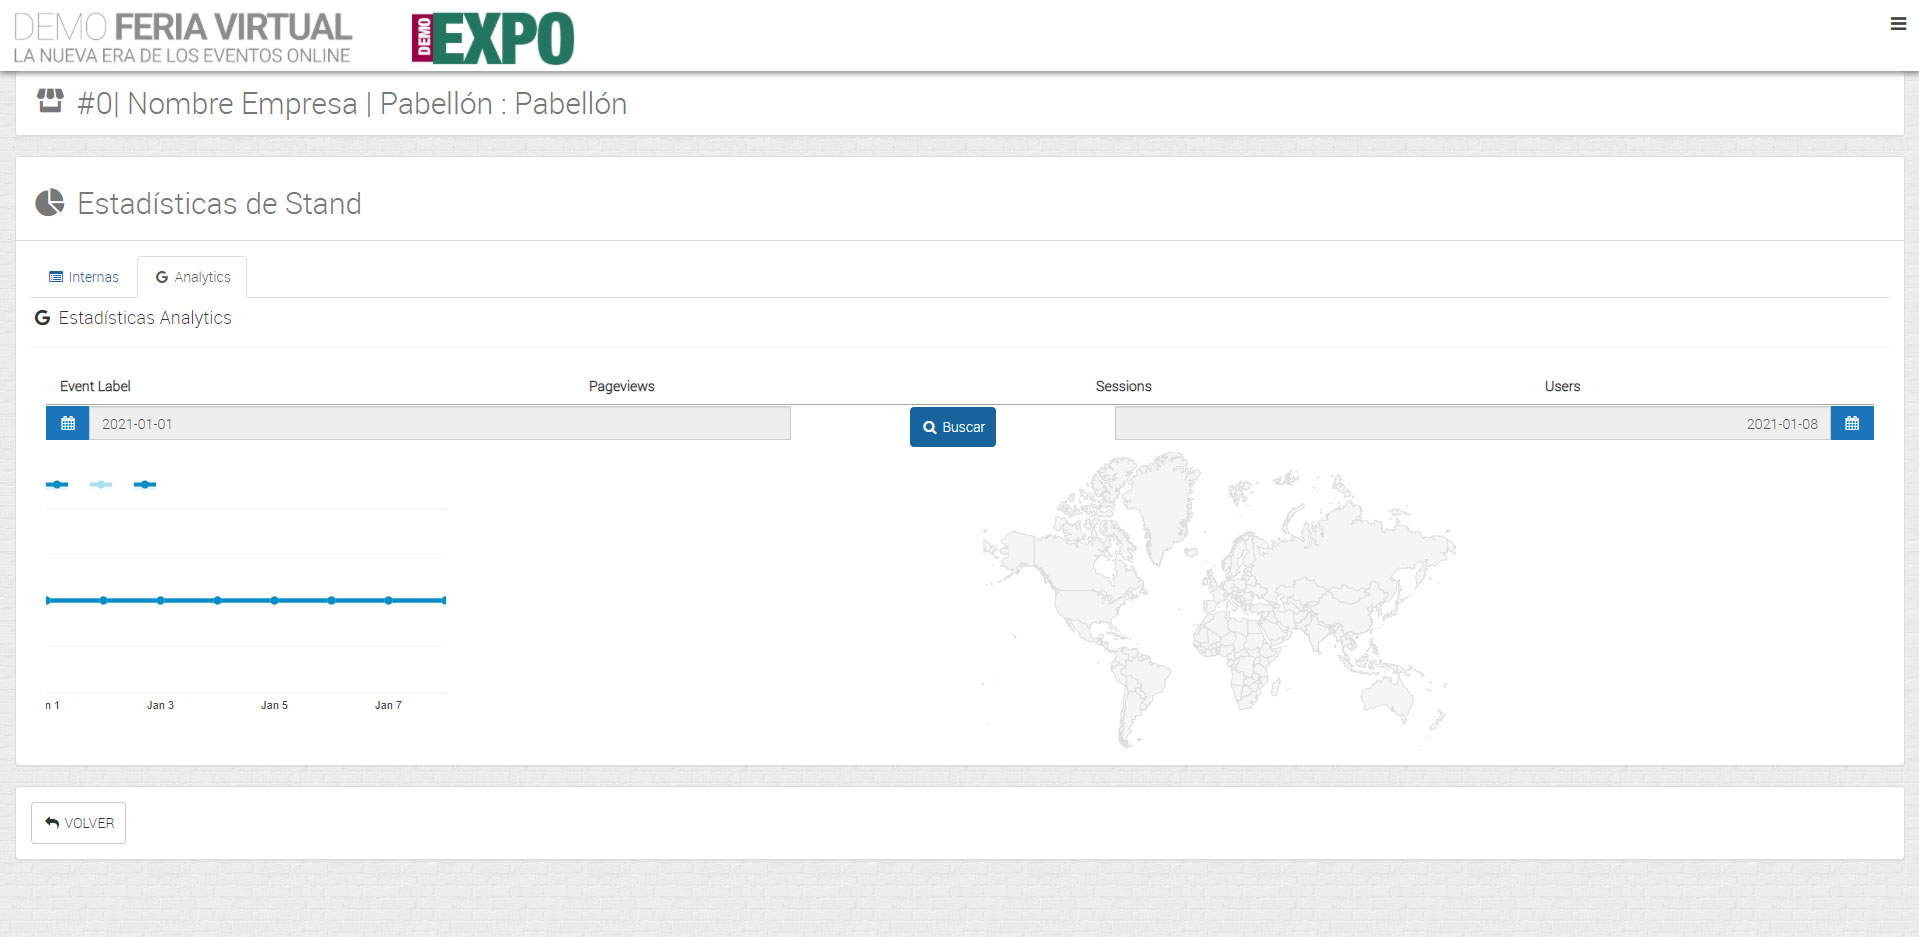 DEMO FERIA VIRTUAL
LA NUEVA ERA DE LOS EVENTOS ONLINE
DEMO EXPO
#0| Nombre Empresa | Pabellón : Pabellón
Estadísticas de Stand
Internas
Analytics
Estadísticas Analytics
Event Label Pageviews Sessions Users
2021-01-01 Buscar 2021-01-08
n 1 Jan 3 Jan 5 Jan 7
VOLVER